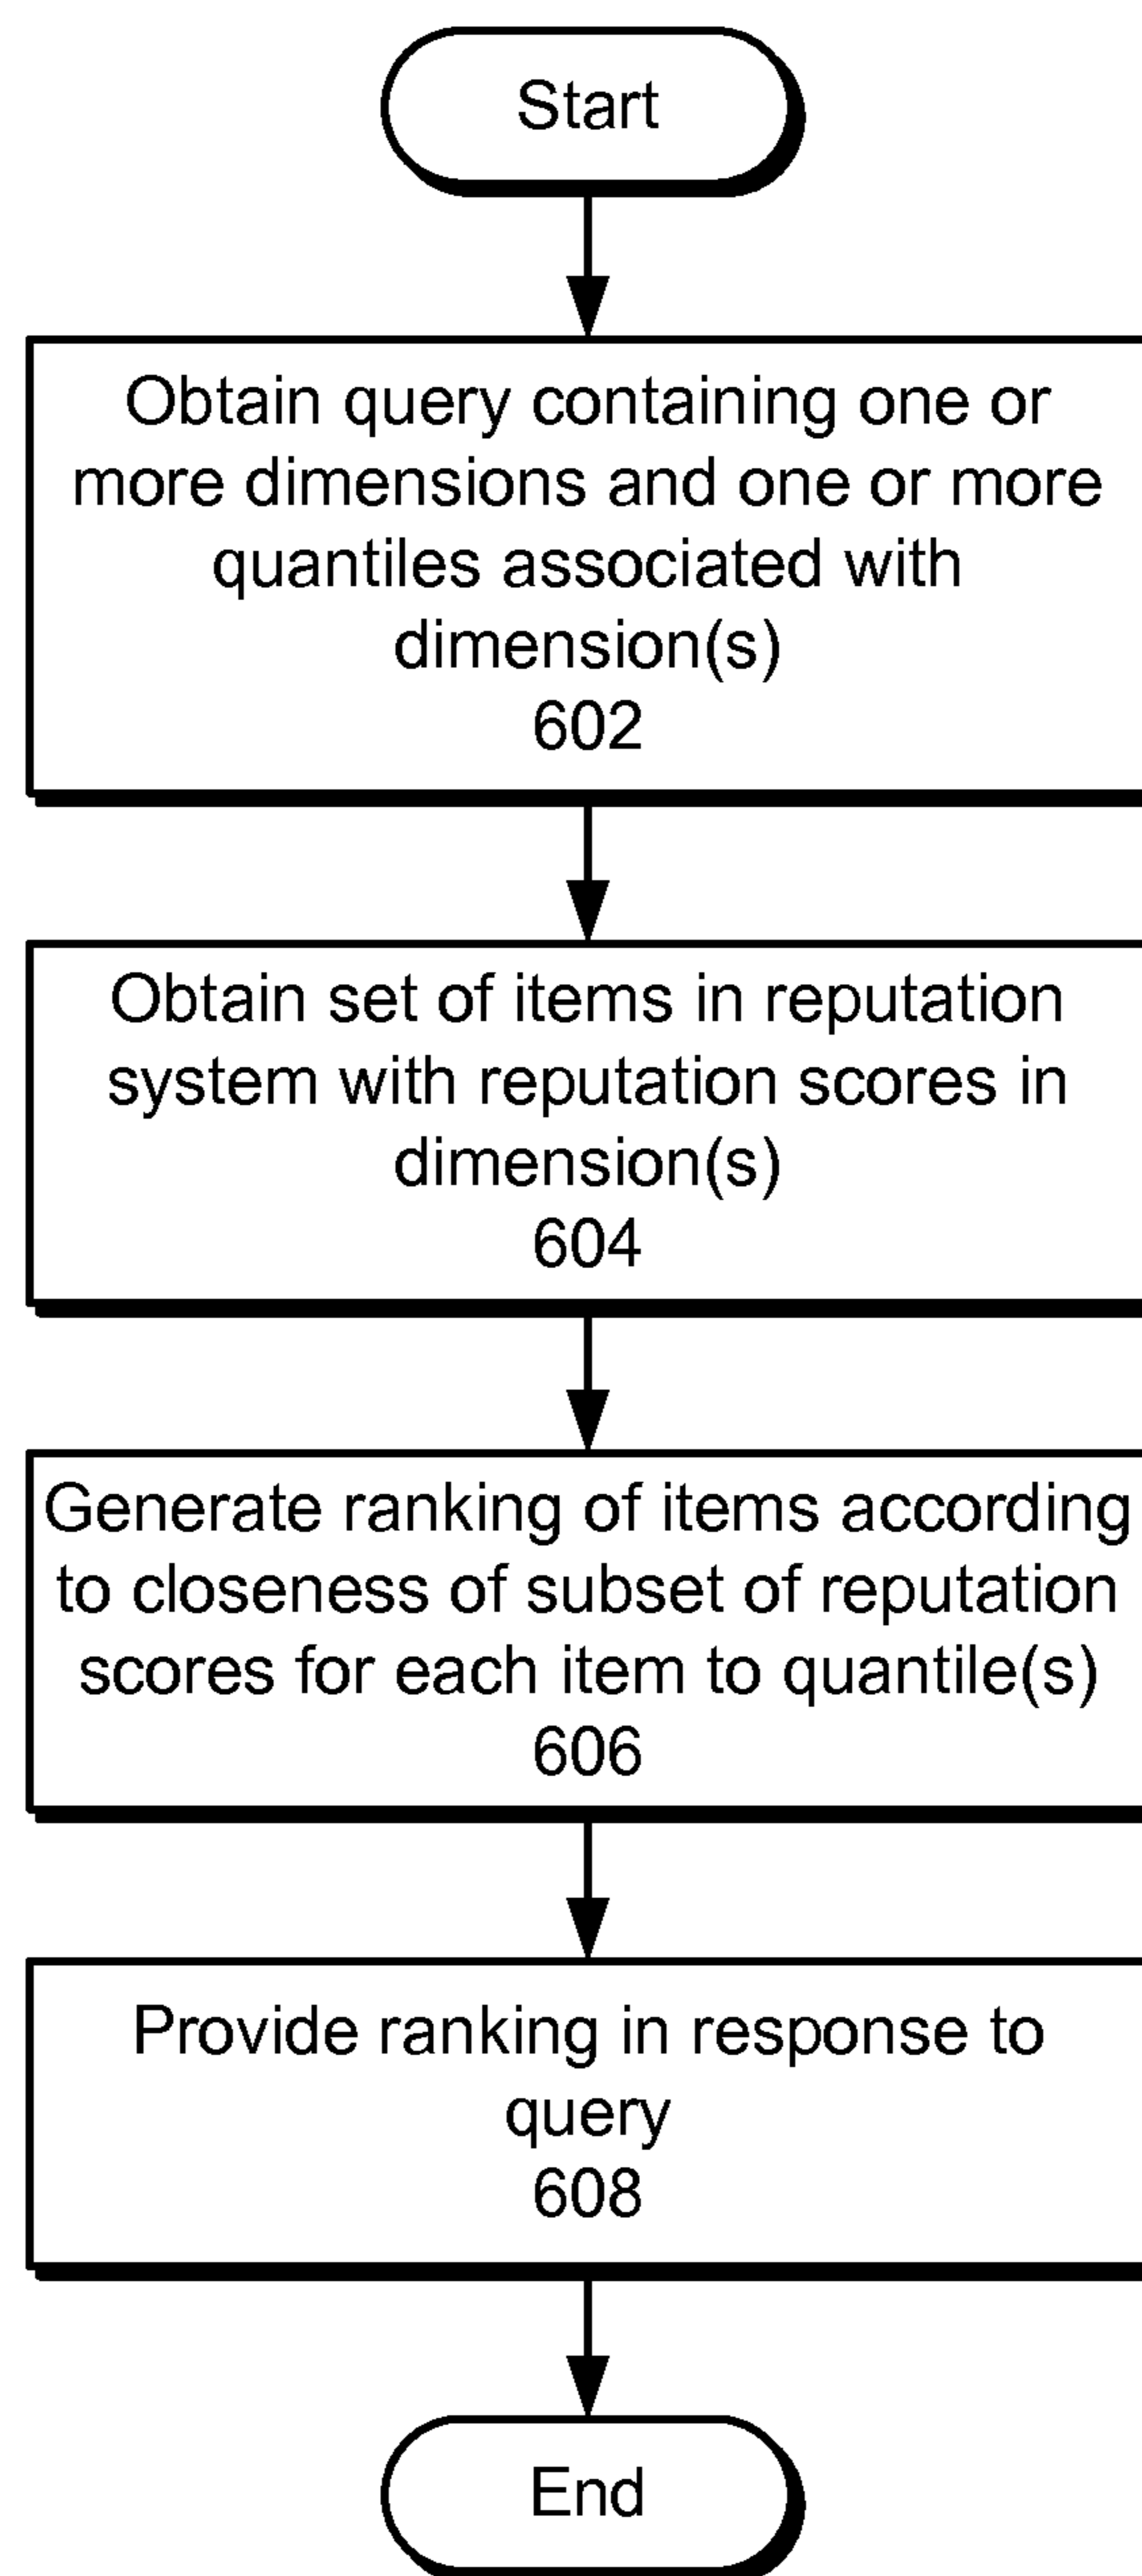 Start
Obtain query containing one or
more dimensions and one or more
quantiles associated with
dimension(s)
602
Obtain set of items in reputation
system with reputation scores in
dimension(s)
604
Generate ranking of items according
to closeness of subset of reputation
scores for each item to quantile(s)
606
Provide ranking in response to
query
608
End